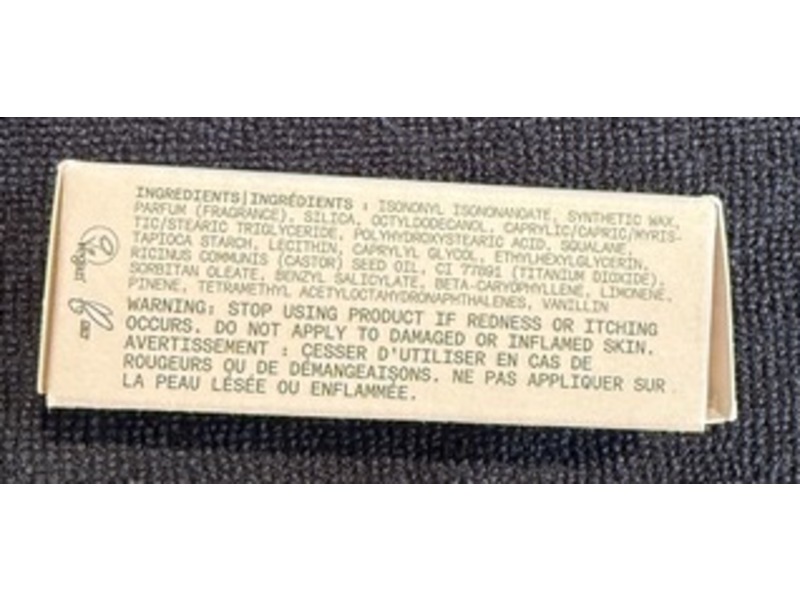 INGREDIENTS|INGRÉDIENTS : ISONONYL ISONONANOATE, SYNTHETIC WAX,
PARFUM (FRAGRANCE), SILICA, OCTYLDODECANOL, CAPRYLIC/CAPRIC/MYRIS-
TIC/STEARIC TRIGLYCERIDE, POLYHYDROXYSTEARIC ACID, SQUALANE,
TAPIOCA STARCH, LECITHIN, CAPRYLYL GLYCOL, ETHYLHEXYLGLYCERIN,
RICINUS COMMUNIS (CASTOR) SEED OIL, CI 77891 (TITANIUM DIOXIDE),
SORBITAN OLEATE, BENZYL SALICYLATE, BETA-CARYOPHYLLENE, LIMONENE,
PINENE, TETRAMETHYL ACETYLOCTAHYDRONAPHTHALENES, VANILLIN
WARNING: STOP USING PRODUCT IF REDNESS OR ITCHING
OCCURS. DO NOT APPLY TO DAMAGED OR INFLAMED SKIN.
AVERTISSEMENT : CESSER D'UTILISER EN CAS DE
ROUGEURS OU DE DÉMANGEAISONS. NE PAS APPLIQUER SUR
LA PEAU LÉSÉE OU ENFLAMMÉE.
Vegan